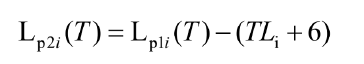 L_{p2i}(T) = L_{p1i}(T) − (TL_i + 6)